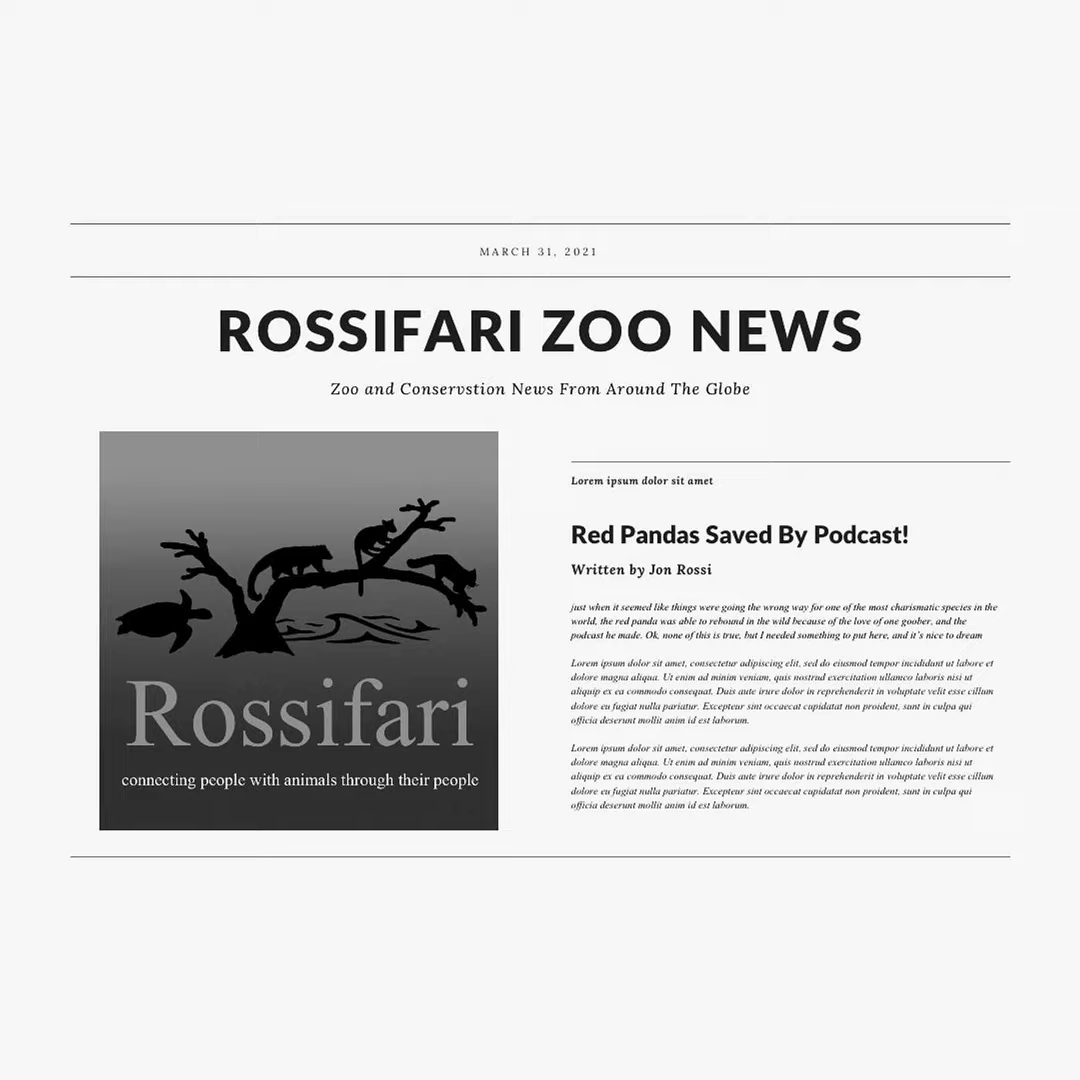 MARCH 31, 2021
ROSSIFARI ZOO NEWS
Zoo and Conservstion News From Around The Globe
Rossifari
connecting people with animals through their people
Lorem ipsum dolor sit amet
Red Pandas Saved By Podcast!
Written by Jon Rossi
just when it seemed like things were going the wrong way for one of the most charismatic species in the
world, the red panda was able to rebound in the wild because of the love of one goober, and the
podcast he made. Ok, none of this is true, but I needed something to put here, and it's nice to dream
Lorem ipsum dolor sit amet, consectetur adipiscing elit, sed do eiusmod tempor incididunt ut labore et
dolore magna aliqua. Ut enim ad minim veniam, quis nostrud exercitation ullamco laboris nisi ut
aliquip ex ea commodo consequat. Duis aute irure dolor in reprehenderit in voluptate velit esse cillum
dolore eu fugiat nulla pariatur. Excepteur sint occaecat cupidatat non proident, sunt in culpa qui
officia deserunt mollit anim id est laborum.
Lorem ipsum dolor sit amet, consectetur adipiscing elit, sed do eiusmod tempor incididunt ut labore et
dolore magna aliqua. Ut enim ad minim veniam, quis nostrud exercitation ullamco laboris nisi ut
aliquip ex ea commodo consequat. Duis aute irure dolor in reprehenderit in voluptate velit esse cillum
dolore eu fugiat nulla pariatur. Excepteur sint occaecat cupidatat non proident, sunt in culpa qui
officia deserunt mollit anim id est laborum.